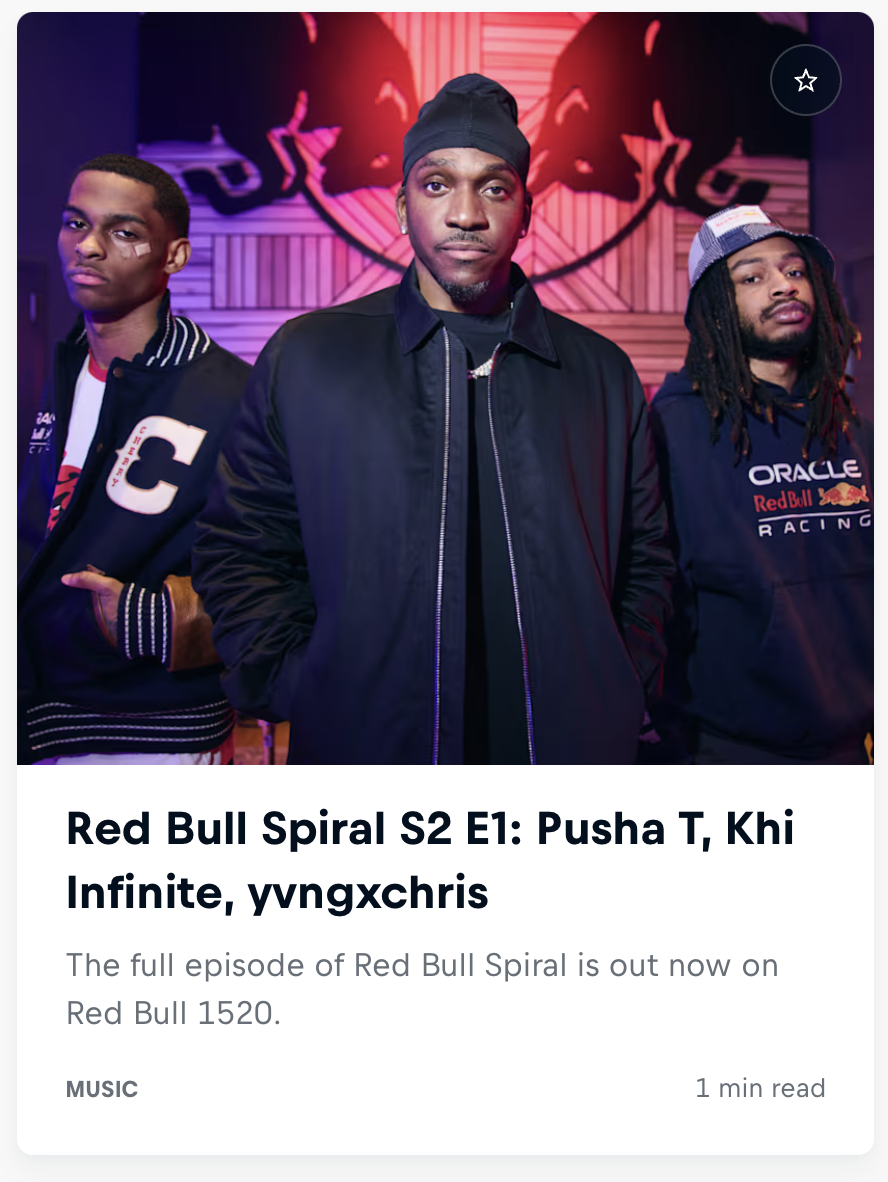 C
CHERRY
ORACLE
Red Bull
RACING
Red Bull Spiral S2 E1: Pusha T, Khi
Infinite, yvngxchris
The full episode of Red Bull Spiral is out now on
Red Bull 1520.
MUSIC
1 min read